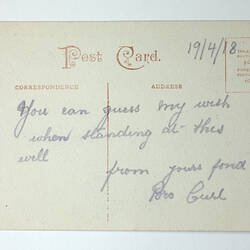 Post Card.
19/4/18
CORRESPONDENCE
ADDRESS
You can guess my wish
when standing at this
well
from yours fond
Bro Curl